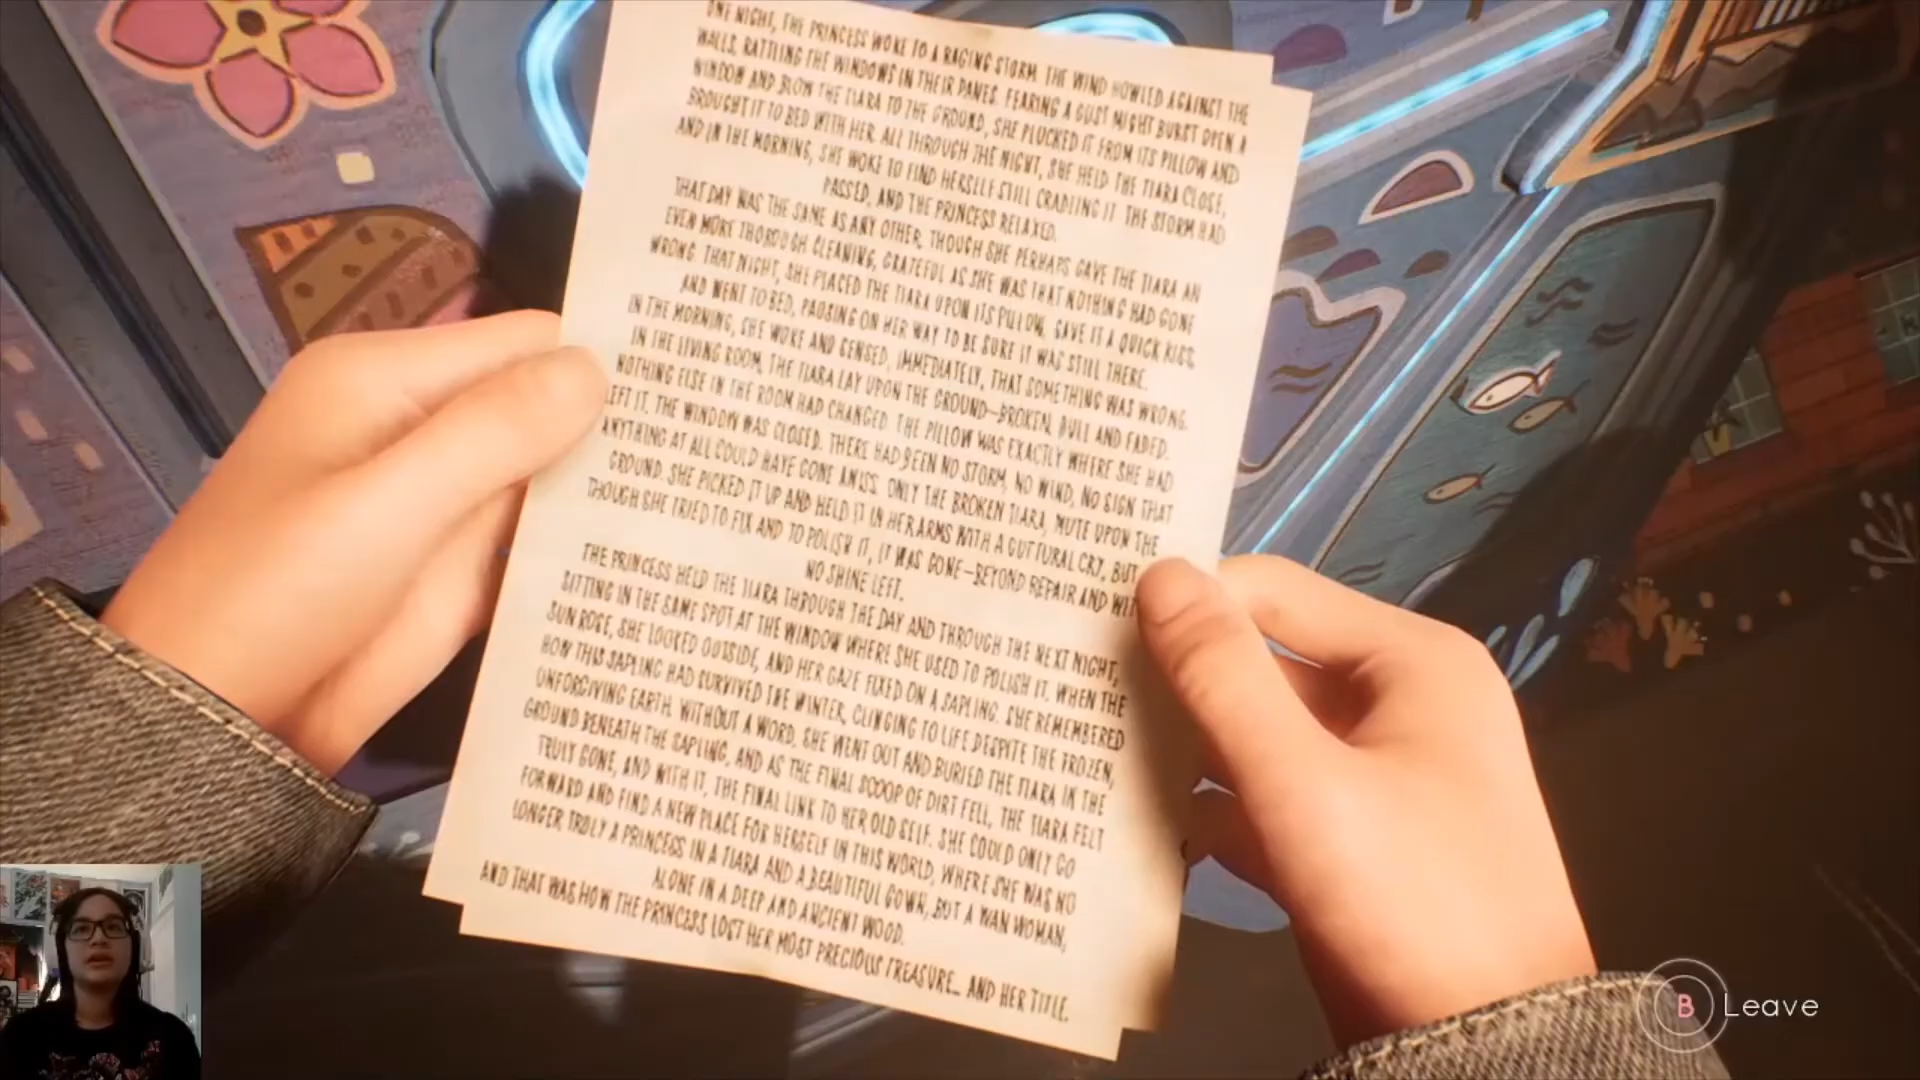 ONE NIGHT, THE PRINCESS WOKE TO A RAGING STORM. THE WIND HOWLED AGAINST THE
WALLS, RATTLING THE WINDOWS IN THEIR PANES. FEARING A GUST MIGHT BURST OPEN A
WINDOW AND BLOW THE TIARA TO THE GROUND, SHE PLUCKED IT FROM ITS PILLOW AND
BROUGHT IT TO BED WITH HER. ALL THROUGH THE NIGHT, SHE HELD THE TIARA CLOSE,
AND IN THE MORNING, SHE WOKE TO FIND HERSELF STILL CRADLING IT. THE STORM HAD
PASSED, AND THE PRINCESS RELAXED.
THAT DAY WAS THE SAME AS ANY OTHER, THOUGH SHE PERHAPS GAVE THE TIARA AN
EVEN MORE THOROUGH CLEANING, GRATEFUL AS SHE WAS THAT NOTHING HAD GONE
WRONG. THAT NIGHT, SHE PLACED THE TIARA UPON ITS PILLOW, GAVE IT A QUICK KISS,
AND WENT TO BED, PAUSING ON HER WAY TO BE SURE IT WAS STILL THERE.
IN THE MORNING, SHE WOKE AND SENSED, IMMEDIATELY, THAT SOMETHING WAS WRONG.
IN THE LIVING ROOM, THE TIARA LAY UPON THE GROUND—BROKEN, DULL AND FADED.
NOTHING ELSE IN THE ROOM HAD CHANGED. THE PILLOW WAS EXACTLY WHERE SHE HAD
LEFT IT, THE WINDOW WAS CLOSED. THERE HAD BEEN NO STORM, NO WIND, NO SIGN THAT
ANYTHING AT ALL COULD HAVE GONE AMISS. ONLY THE BROKEN TIARA, MUTE UPON THE
GROUND. SHE PICKED IT UP AND HELD IT IN HER ARMS WITH A GUTTURAL CRY, BUT
THOUGH SHE TRIED TO FIX AND TO POLISH IT, IT WAS GONE—BEYOND REPAIR AND WIT
NO SHINE LEFT.
THE PRINCESS HELD THE TIARA THROUGH THE DAY AND THROUGH THE NEXT NIGHT,
SITTING IN THE SAME SPOT AT THE WINDOW WHERE SHE USED TO POLISH IT. WHEN THE
SUN ROSE, SHE LOOKED OUTSIDE, AND HER GAZE FIXED ON A SAPLING. SHE REMEMBERED
HOW THIS SAPLING HAD SURVIVED THE WINTER, CLINGING TO LIFE DESPITE THE FROZEN,
UNFORGIVING EARTH. WITHOUT A WORD, SHE WENT OUT AND BURIED THE TIARA IN THE
GROUND BENEATH THE SAPLING, AND AS THE FINAL SCOOP OF DIRT FELL, THE TIARA FELT
TRULY GONE, AND WITH IT, THE FINAL LINK TO HER OLD SELF. SHE COULD ONLY GO
FORWARD AND FIND A NEW PLACE FOR HERSELF IN THIS WORLD, WHERE SHE WAS NO
LONGER TRULY A PRINCESS IN A TIARA AND A BEAUTIFUL GOWN, BUT A WAN WOMAN,
ALONE IN A DEEP AND ANCIENT WOOD.
AND THAT WAS HOW THE PRINCESS LOST HER MOST PRECIOUS TREASURE... AND HER TITLE.
B Leave